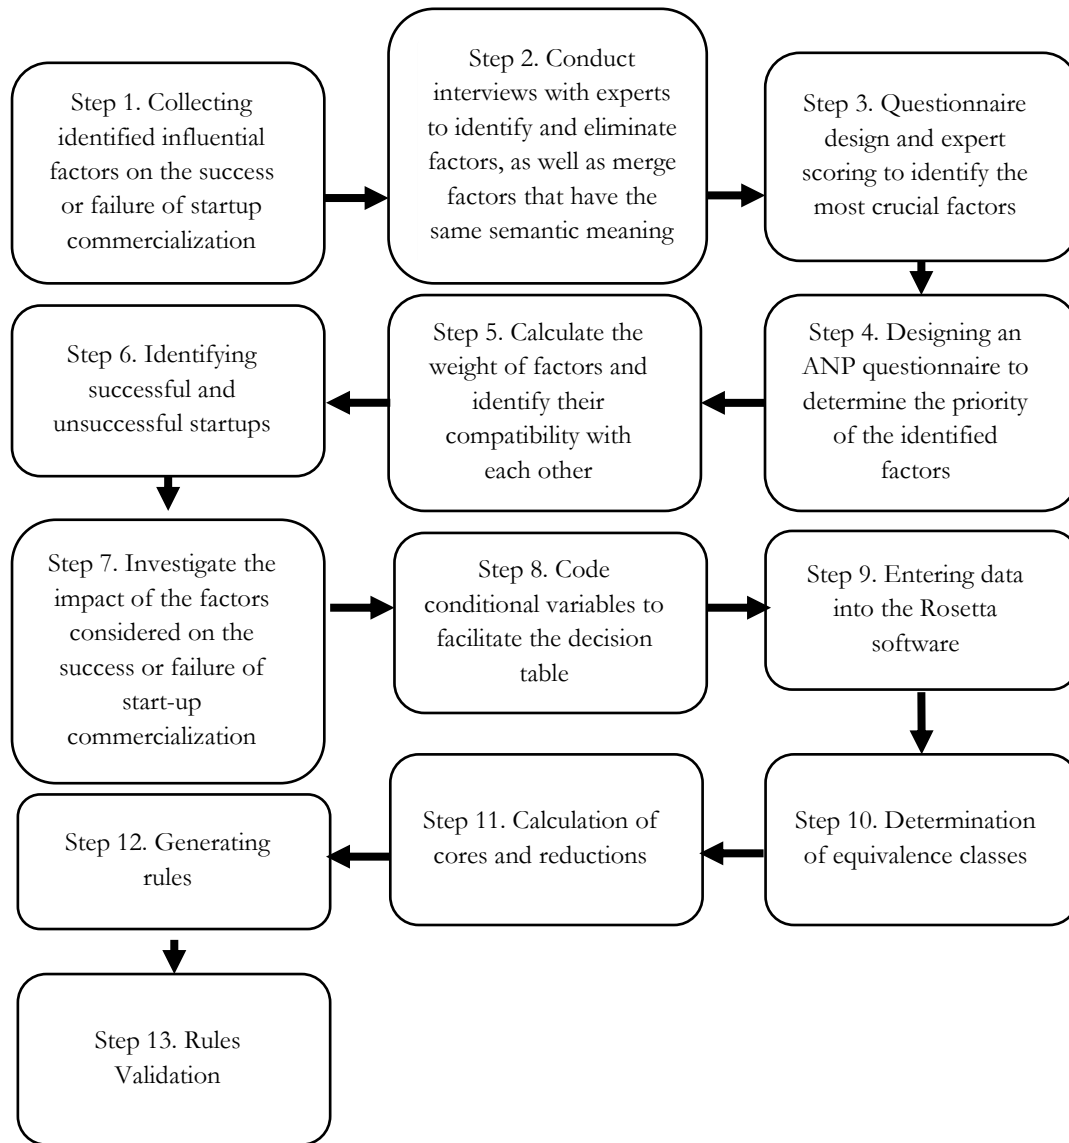 Step 1. Collecting
identified influential
factors on the success
or failure of startup
commercialization
Step 2. Conduct
interviews with experts
to identify and eliminate
factors, as well as merge
factors that have the
same semantic meaning
Step 3. Questionnaire
design and expert
scoring to identify the
most crucial factors
Step 4. Designing an
ANP questionnaire to
determine the priority
of the identified
factors
Step 5. Calculate the
weight of factors and
identify their
compatibility with
each other
Step 6. Identifying
successful and
unsuccessful startups
Step 7. Investigate the
impact of the factors
considered on the
success or failure of
start-up
commercialization
Step 8. Code
conditional variables to
facilitate the decision
table
Step 9. Entering data
into the Rosetta
software
Step 10. Determination
of equivalence classes
Step 11. Calculation of
cores and reductions
Step 12. Generating
rules
Step 13. Rules
Validation